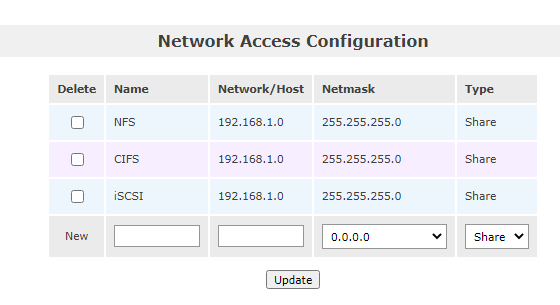 Network Access Configuration
Delete Name Network/Host Netmask Type
NFS 192.168.1.0 255.255.255.0 Share
CIFS 192.168.1.0 255.255.255.0 Share
iSCSI 192.168.1.0 255.255.255.0 Share
New 0.0.0.0 Share
Update